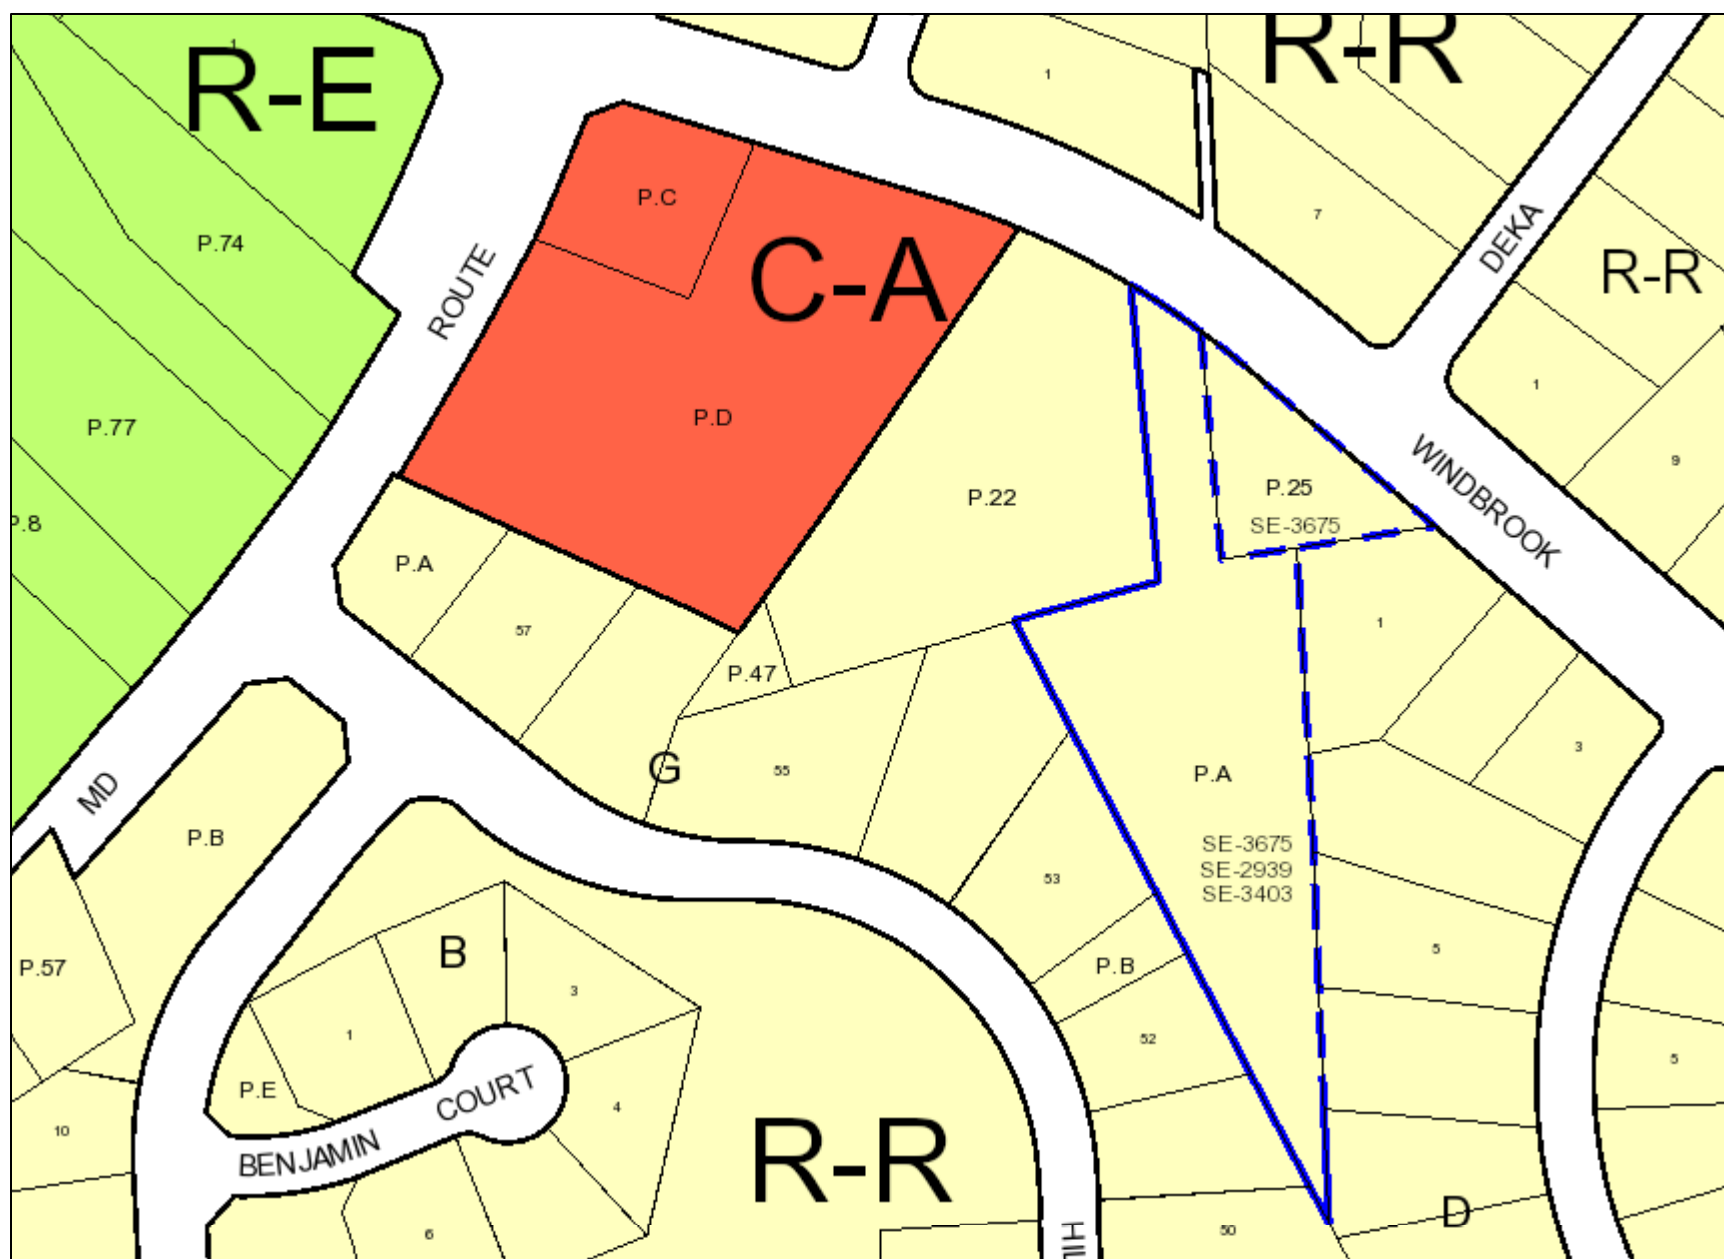 1
R-E
R-R
1
P.C
7
DEKA
P.74
C-A
R-R
ROUTE
P.D
1
P.77
WINDBROOK
9
P.22
P.25
SE-3675
P.8
P.A
57
1
P.47
3
G
55
P.A
MD
P.B
SE-3675
SE-2939
SE-3403
53
B
5
P.57
P.B
3
1
52
5
P.E
COURT
4
10
BENJAMIN
R-R
D
50
6
HIL